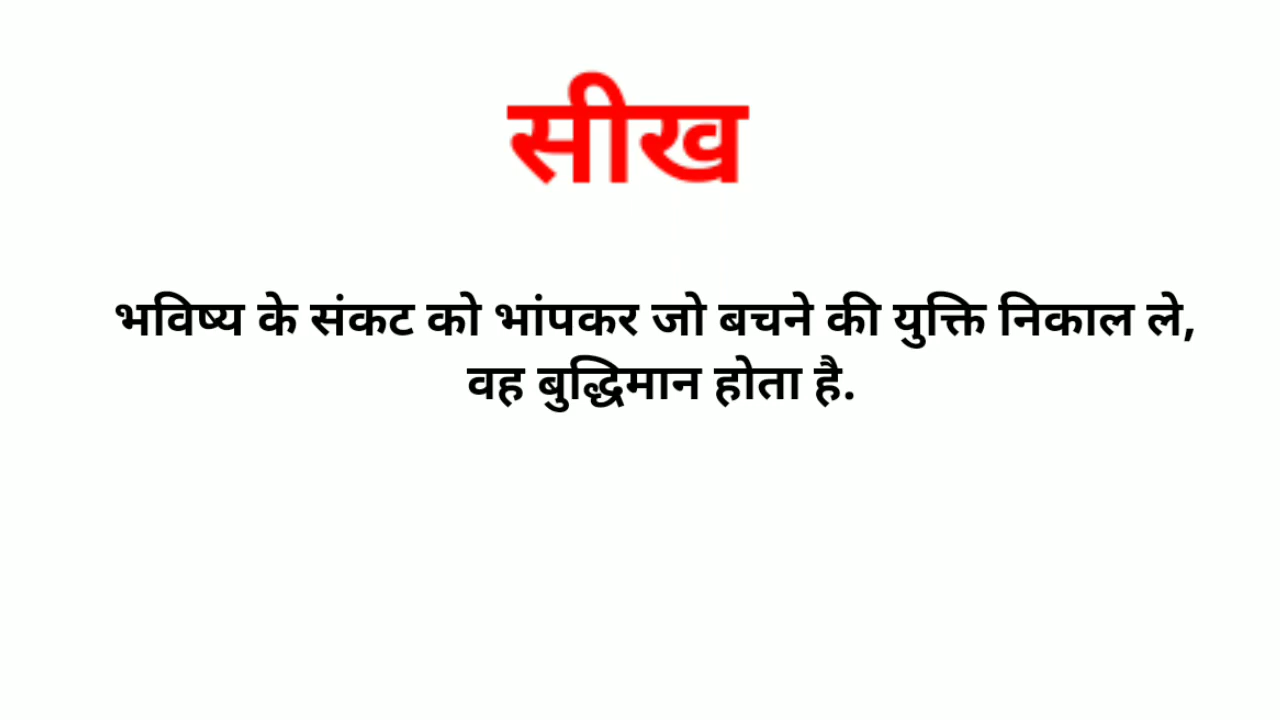 सीख
भविष्य के संकट को भांपकर जो बचने की युक्ति निकाल ले,
वह बुद्धिमान होता है.